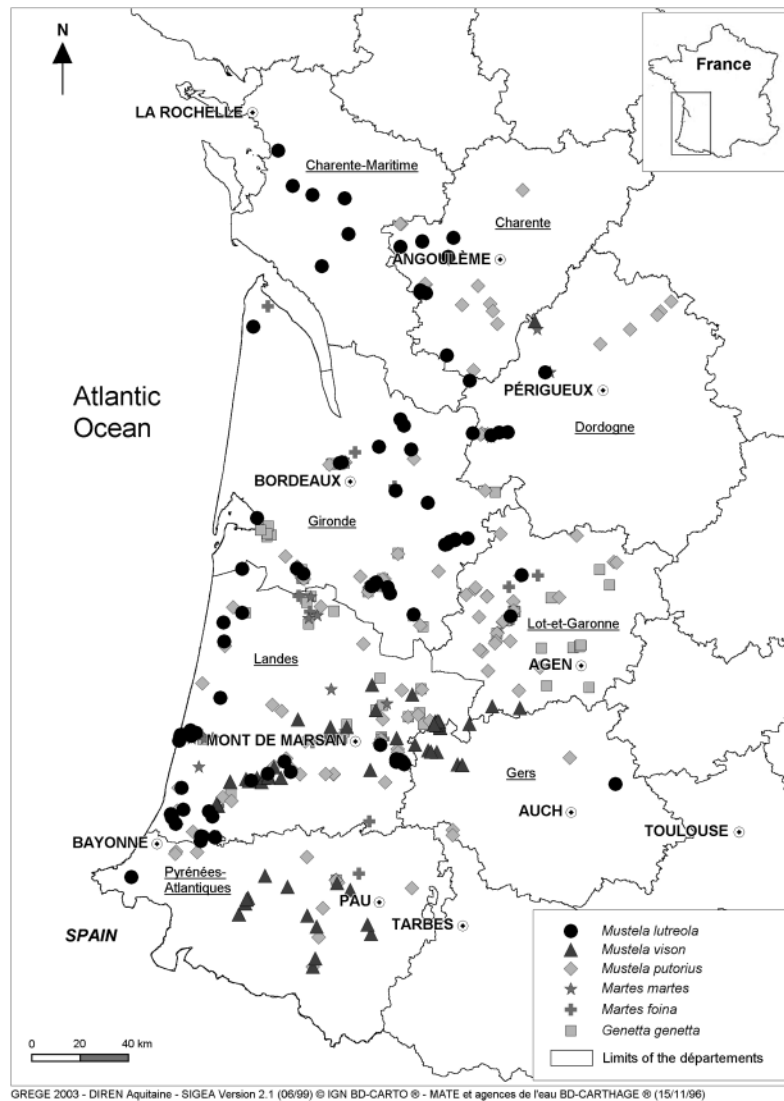 N
France
LA ROCHELLE
Charente-Maritime
Charente
ANGOULÈME
Atlantic
Ocean
PÉRIGUEUX
Dordogne
BORDEAUX
Gironde
Lot-et-Garonne
Landes
AGEN
MONT DE MARSAN
Gers
AUCH
TOULOUSE
BAYONNE
Pyrénées-
Atlantiques
PAU
TARBES
SPAIN
Mustela lutreola
Mustela vison
Mustela putorius
Martes martes
Martes foina
Genetta genetta
Limits of the départements
0 20 40 km
GREGE 2003 - DIREN Aquitaine - SIGEA Version 2.1 (06/99) © IGN BD-CARTO ® - MATE et agences de l'eau BD-CARTHAGE ® (15/11/96)